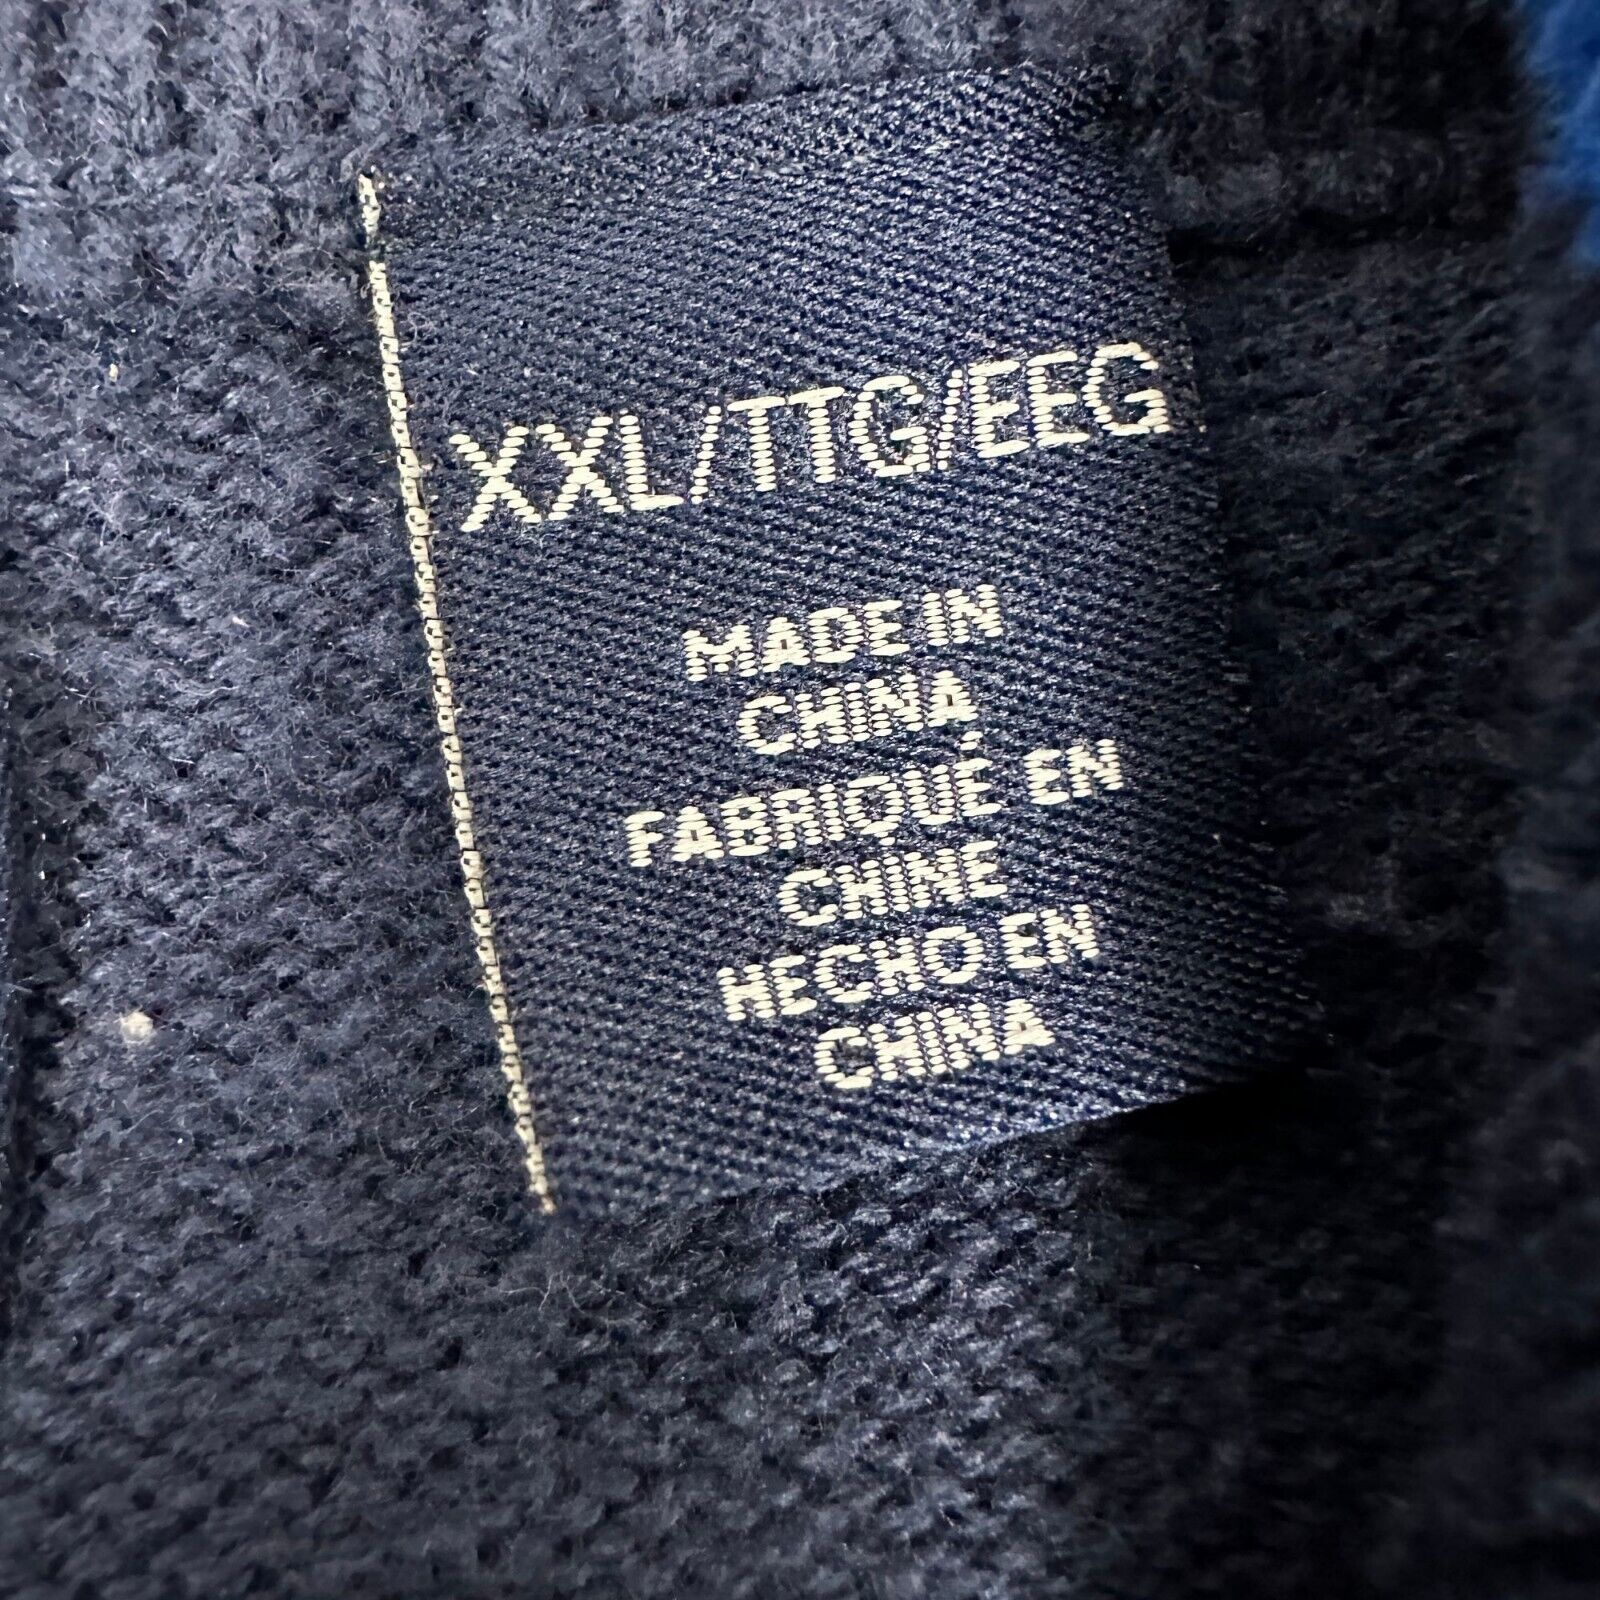 XXL/TTG/EEG
MADE IN
CHINA
FABRIQUÉ EN
CHINE
HECHO EN
CHINA